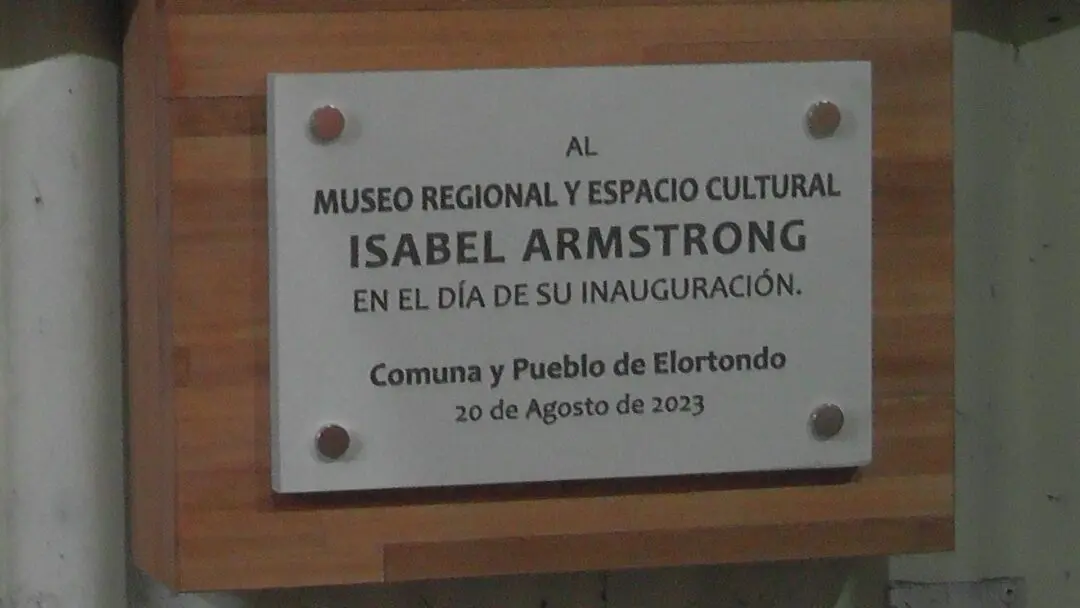 AL
MUSEO REGIONAL Y ESPACIO CULTURAL
ISABEL ARMSTRONG
EN EL DÍA DE SU INAUGURACIÓN.
Comuna y Pueblo de Elortondo
20 de Agosto de 2023